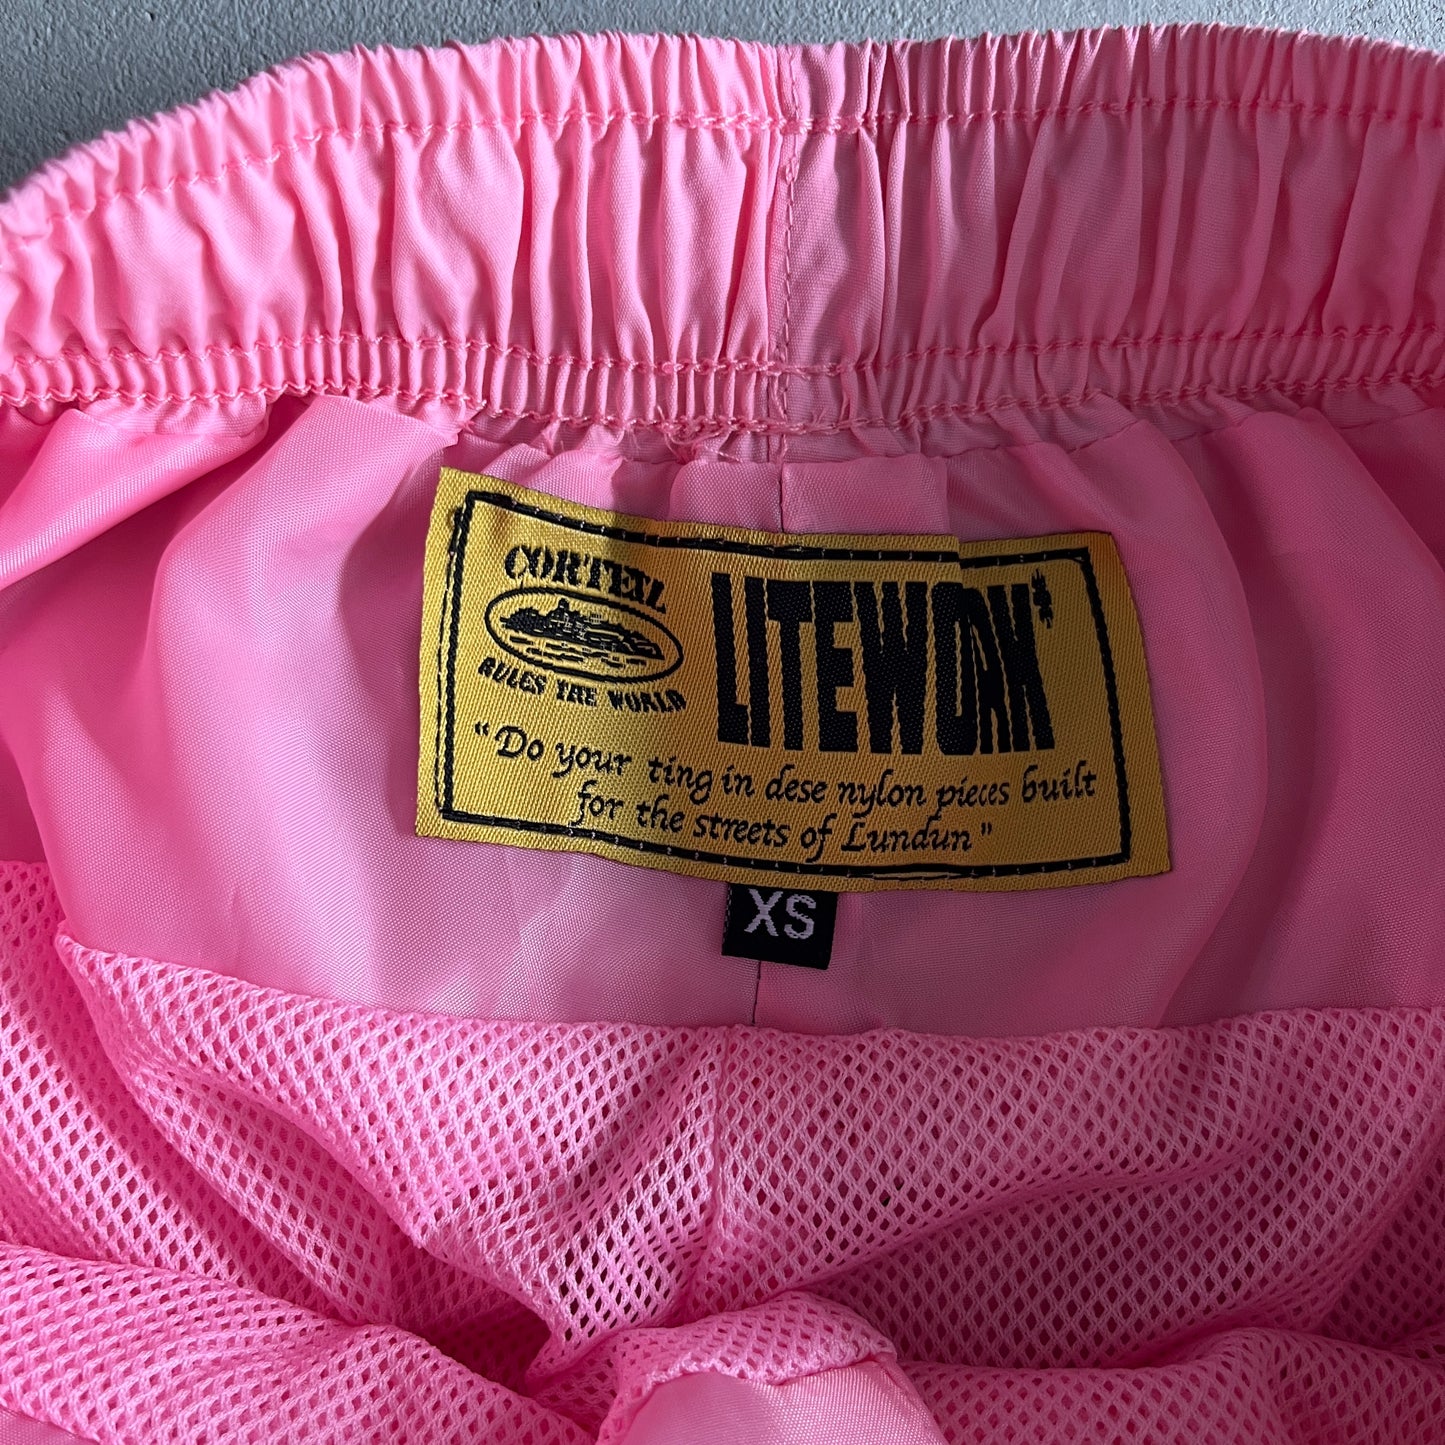 CORTEIZ
RULES THE WORLD
LITEWORK
"Do your ting in dese nylon pieces built
for the streets of Lundun"
XS